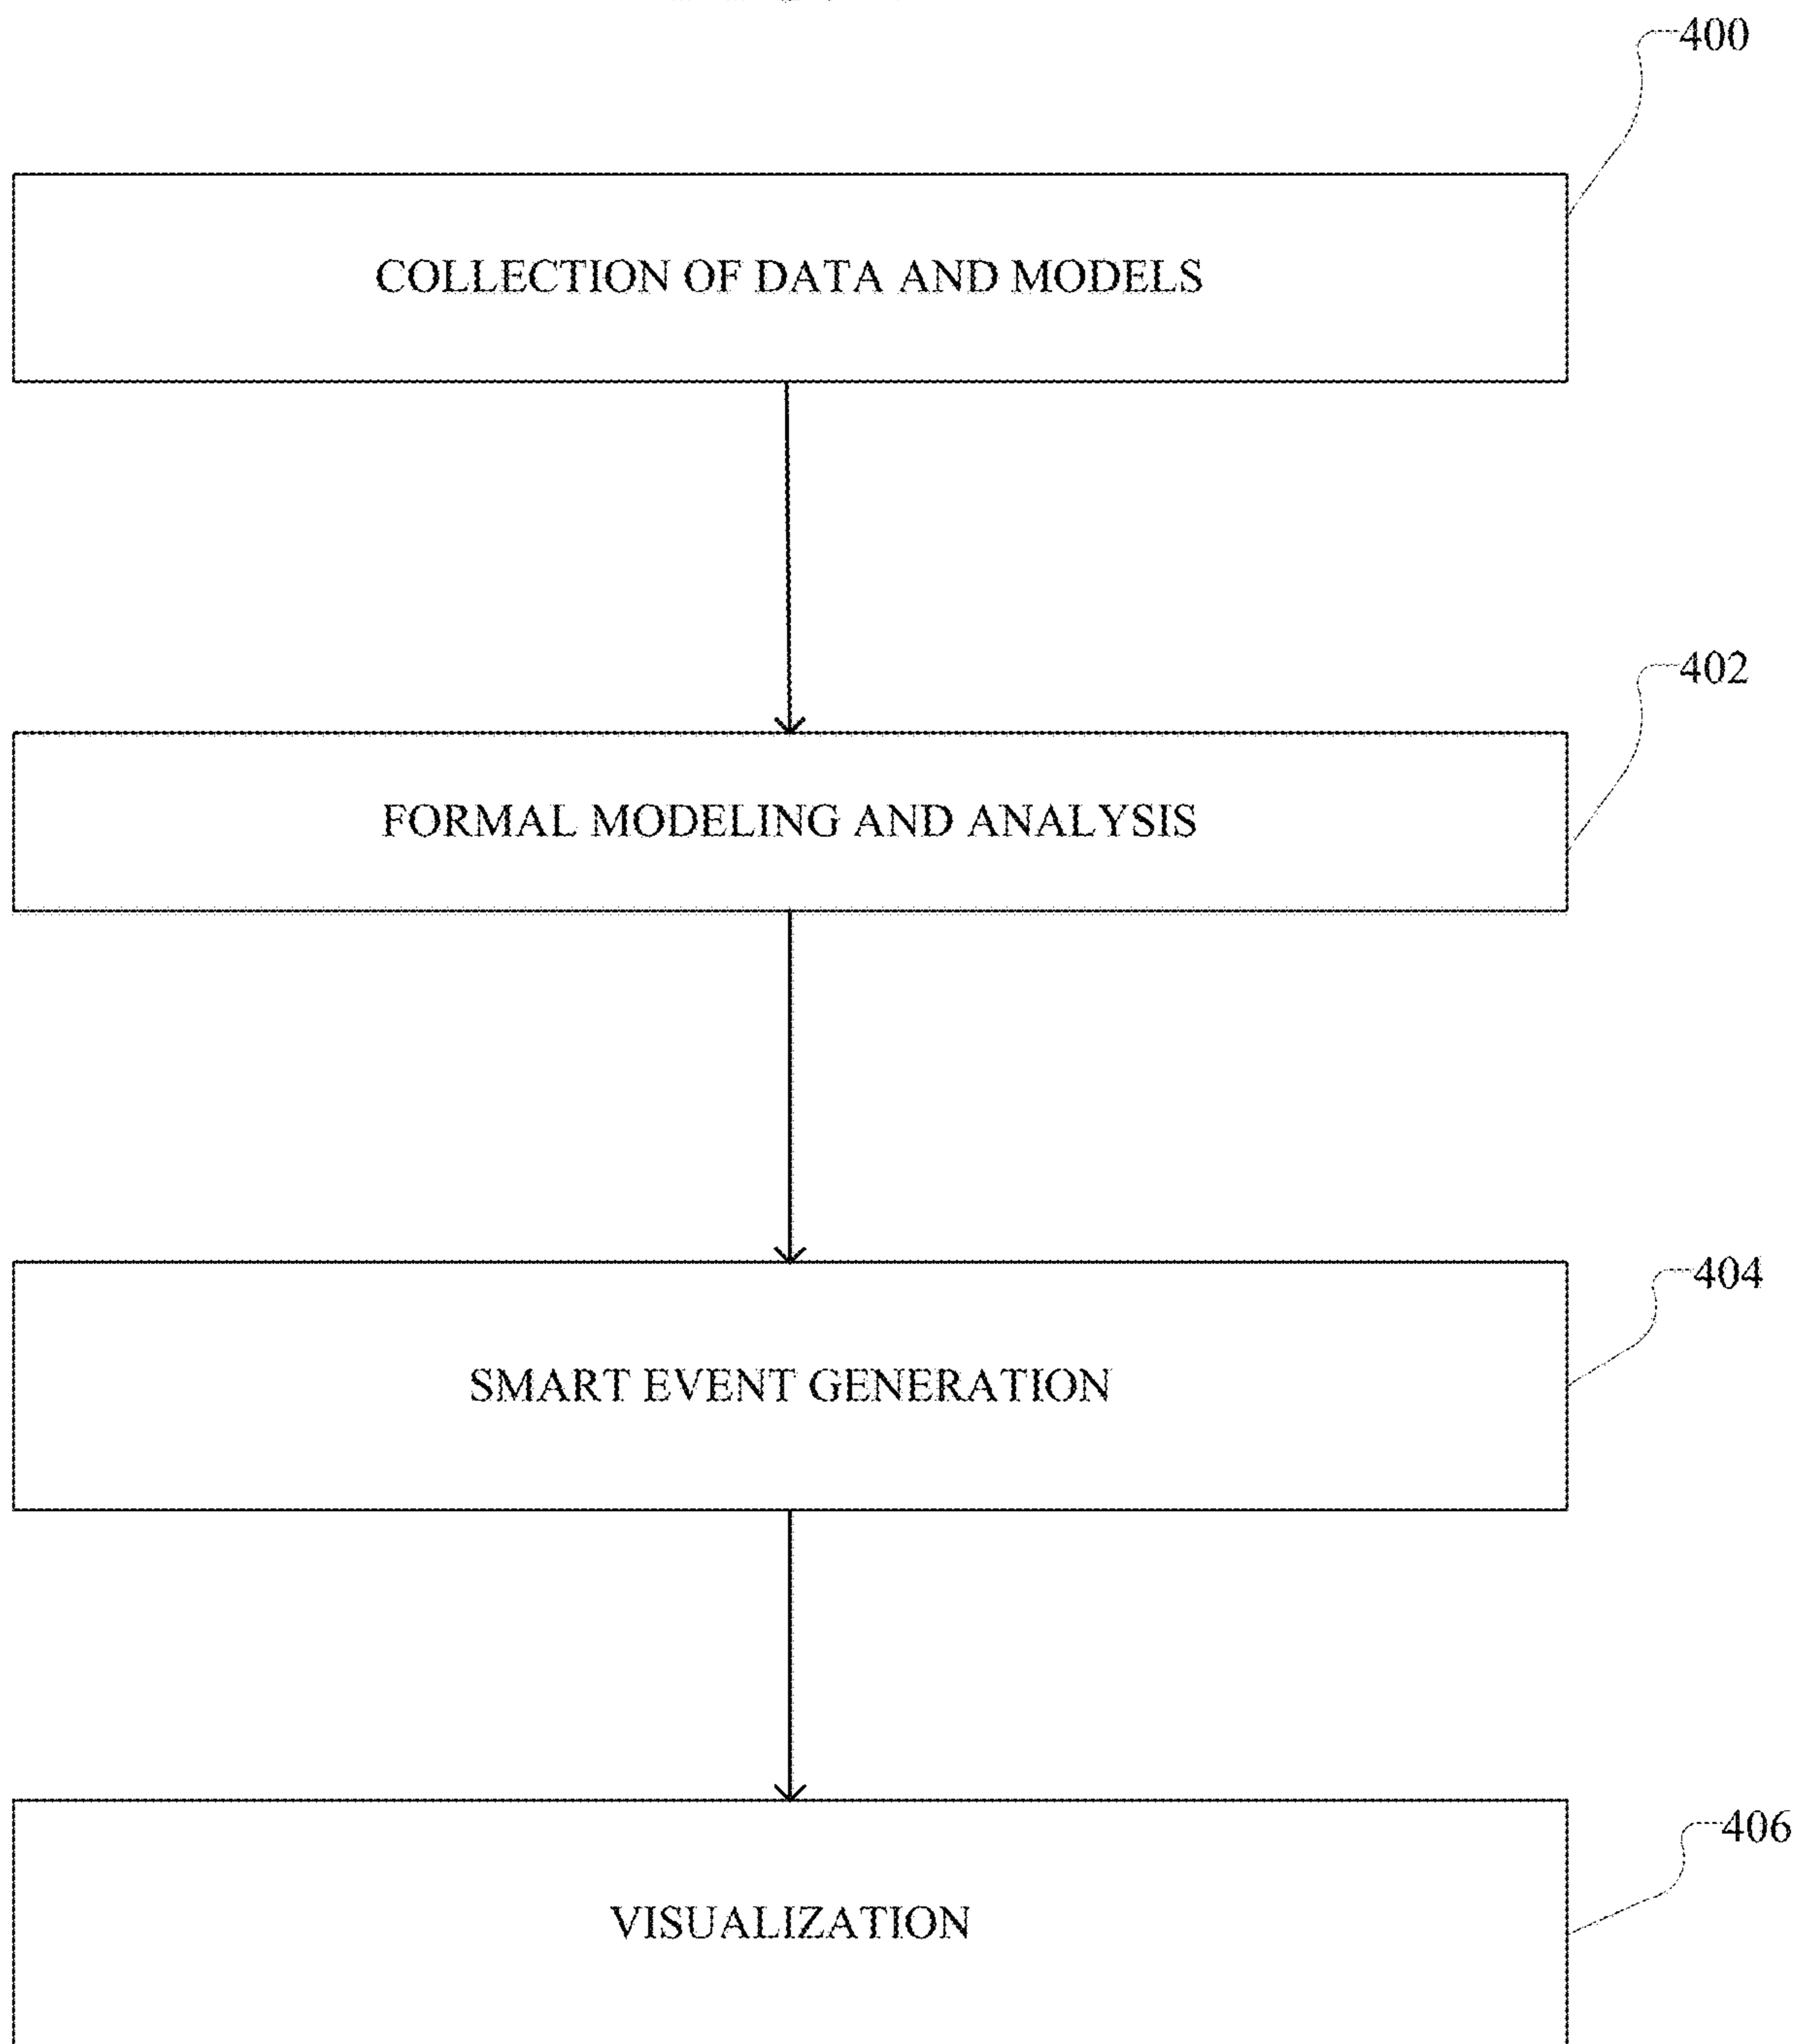 400
COLLECTION OF DATA AND MODELS
402
FORMAL MODELING AND ANALYSIS
404
SMART EVENT GENERATION
406
VISUALIZATION